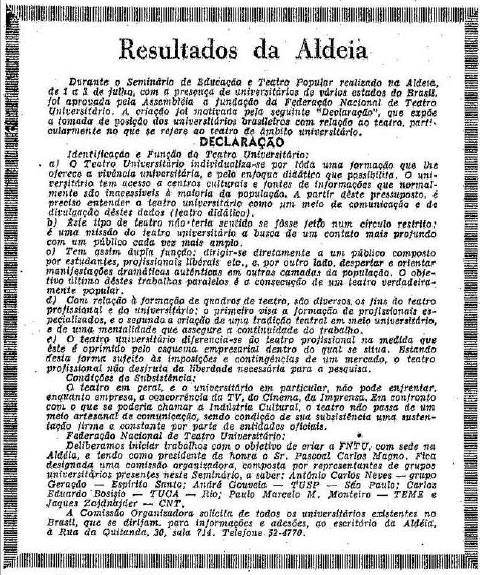 Resultados da Aldeia
Durante o Seminário de Educação e Teatro Popular realizado na Aldeia,
de 1 a 3 de julho, com a presença de universitários de vários estados do Brasil,
foi aprovada pela Assembléia a fundação da Federação Nacional de Teatro
Universitário. A criação foi motivada pela seguinte "Declaração", que expõe
a tomada de posição dos universitários brasileiros com relação ao teatro, parti-
cularmente no que se refere ao teatro de âmbito universitário.
DECLARAÇÃO
Identificação e Função do Teatro Universitário:
a) O Teatro Universitário individualiza-se por tôda uma formação que lhe
oferece a vivência universitária, e pelo enfoque didático que possibilita. O uni-
versitário tem acesso a centros culturais e fontes de informações que normal-
mente são inacessíveis à maioria da população. A partir dêste pressuposto, é
preciso entender o teatro universitário como um meio de comunicação e de
divulgação dêstes dados (teatro didático).
b) Este tipo de teatro não teria sentido se fôsse feito num círculo restrito;
é uma missão do teatro universitário a busca de um contato mais profundo
com um público cada vez mais amplo.
c) Tem assim dupla função: dirigir-se diretamente a um público composto
por estudantes, profissionais liberais etc., e, por outro lado, despertar e orientar
manifestações dramáticas autênticas em outras camadas da população. O obje-
tivo último dêstes trabalhos paralelos é a consecução de um teatro verdadeira-
mente popular.
d) Com relação à formação de quadros de teatro, são diversos os fins do teatro
profissional e do universitário: o primeiro visa a formação de profissionais es-
pecializados, e o segundo a criação de uma tradição teatral em meio universitário,
e de uma mentalidade que assegure a continuidade do trabalho.
e) O teatro universitário diferencia-se do teatro profissional na medida que
êste é oprimido pelo esquema empresarial dentro do qual se situa. Estando
desta forma sujeito às imposições e contingências de um mercado, o teatro
profissional não desfruta da liberdade necessária para a pesquisa.
Condições de Subsistência:
O teatro em geral, e o universitário em particular, não pode enfrentar,
enquanto empresa, a concorrência da TV, do Cinema, da Imprensa. Em confronto
com o que se poderia chamar a Indústria Cultural, o teatro não passa de um
meio artesanal de comunicação, sendo condição de sua subsistência uma susten-
tação firme e constante por parte de entidades oficiais.
Federação Nacional de Teatro Universitário:
Deliberamos iniciar trabalhos com o objetivo de criar a FNTU, com sede na
Aldeia, e tendo como presidente de honra o Sr. Pascoal Carlos Magno. Fica
designada uma comissão organizadora, composta por representantes de grupos
universitários presentes neste Seminário, a saber: Antônio Carlos Neves — grupo
Geração — Espírito Santo; André Gouveia — TUSP — São Paulo; Carlos
Eduardo Bosisio — TUCA — Rio; Paulo Marcelo M. Monteiro — TEMS e
Jaques — CNT.
A Comissão Organizadora solicita de todos os universitários existentes no
Brasil, que se dirijam, para informações e adesões, ao escritório da Aldeia,
à Rua da Quitanda, 30, sala 714. Telefone 52-4770.